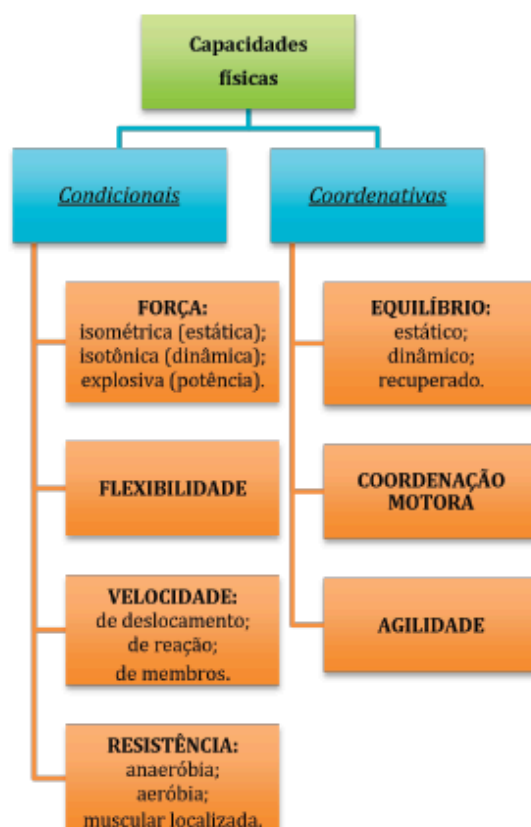 Capacidades
físicas
Condicionais
Coordenativas
FORÇA:
isométrica (estática);
isotônica (dinâmica);
explosiva (potência).
FLEXIBILIDADE
VELOCIDADE:
de deslocamento;
de reação;
de membros.
RESISTÊNCIA:
anaeróbia;
aeróbia;
muscular localizada.
EQUILÍBRIO:
estático;
dinâmico;
recuperado.
COORDENAÇÃO
MOTORA
AGILIDADE